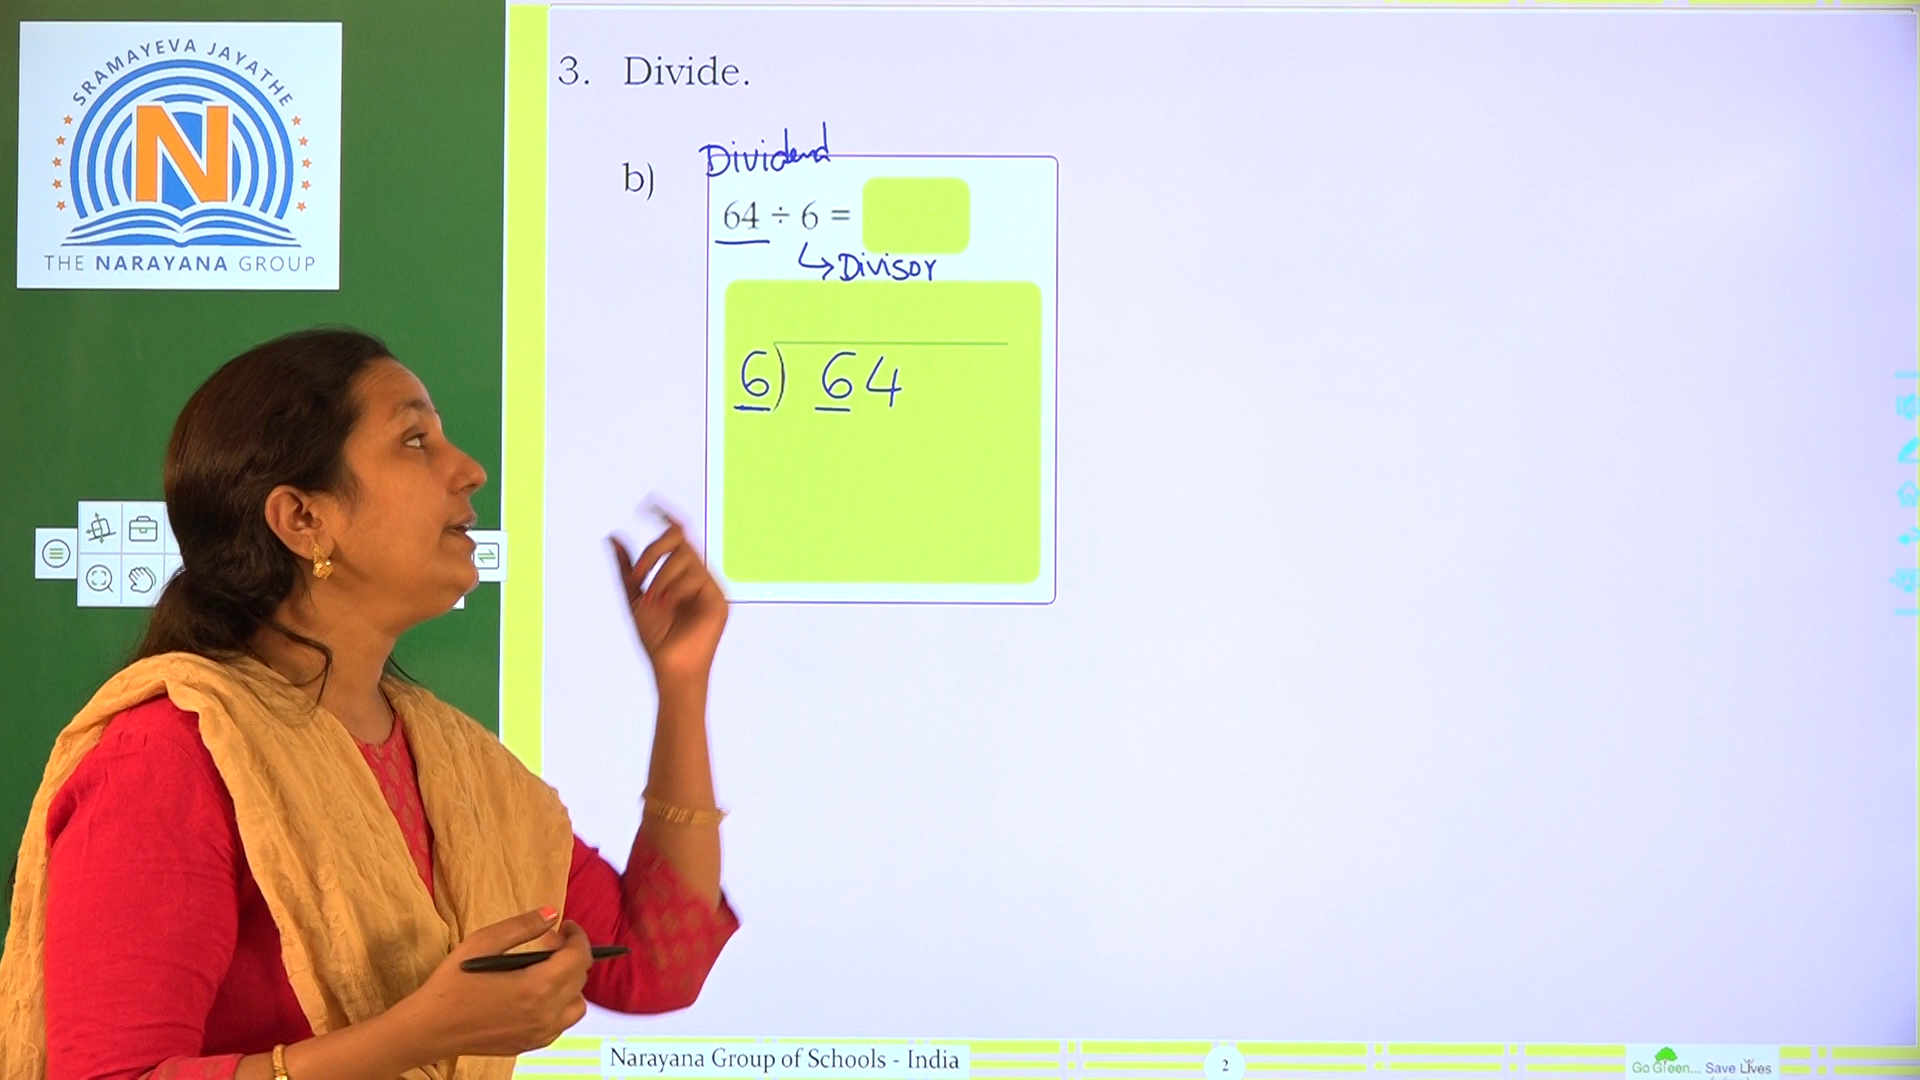 SRAMAYEVA JAYATHE
N
THE NARAYANA GROUP
3. Divide.
b)
Dividend
64 ÷ 6 =
Divisor
6) 64
Narayana Group of Schools - India
2
Go Green... Save Lives